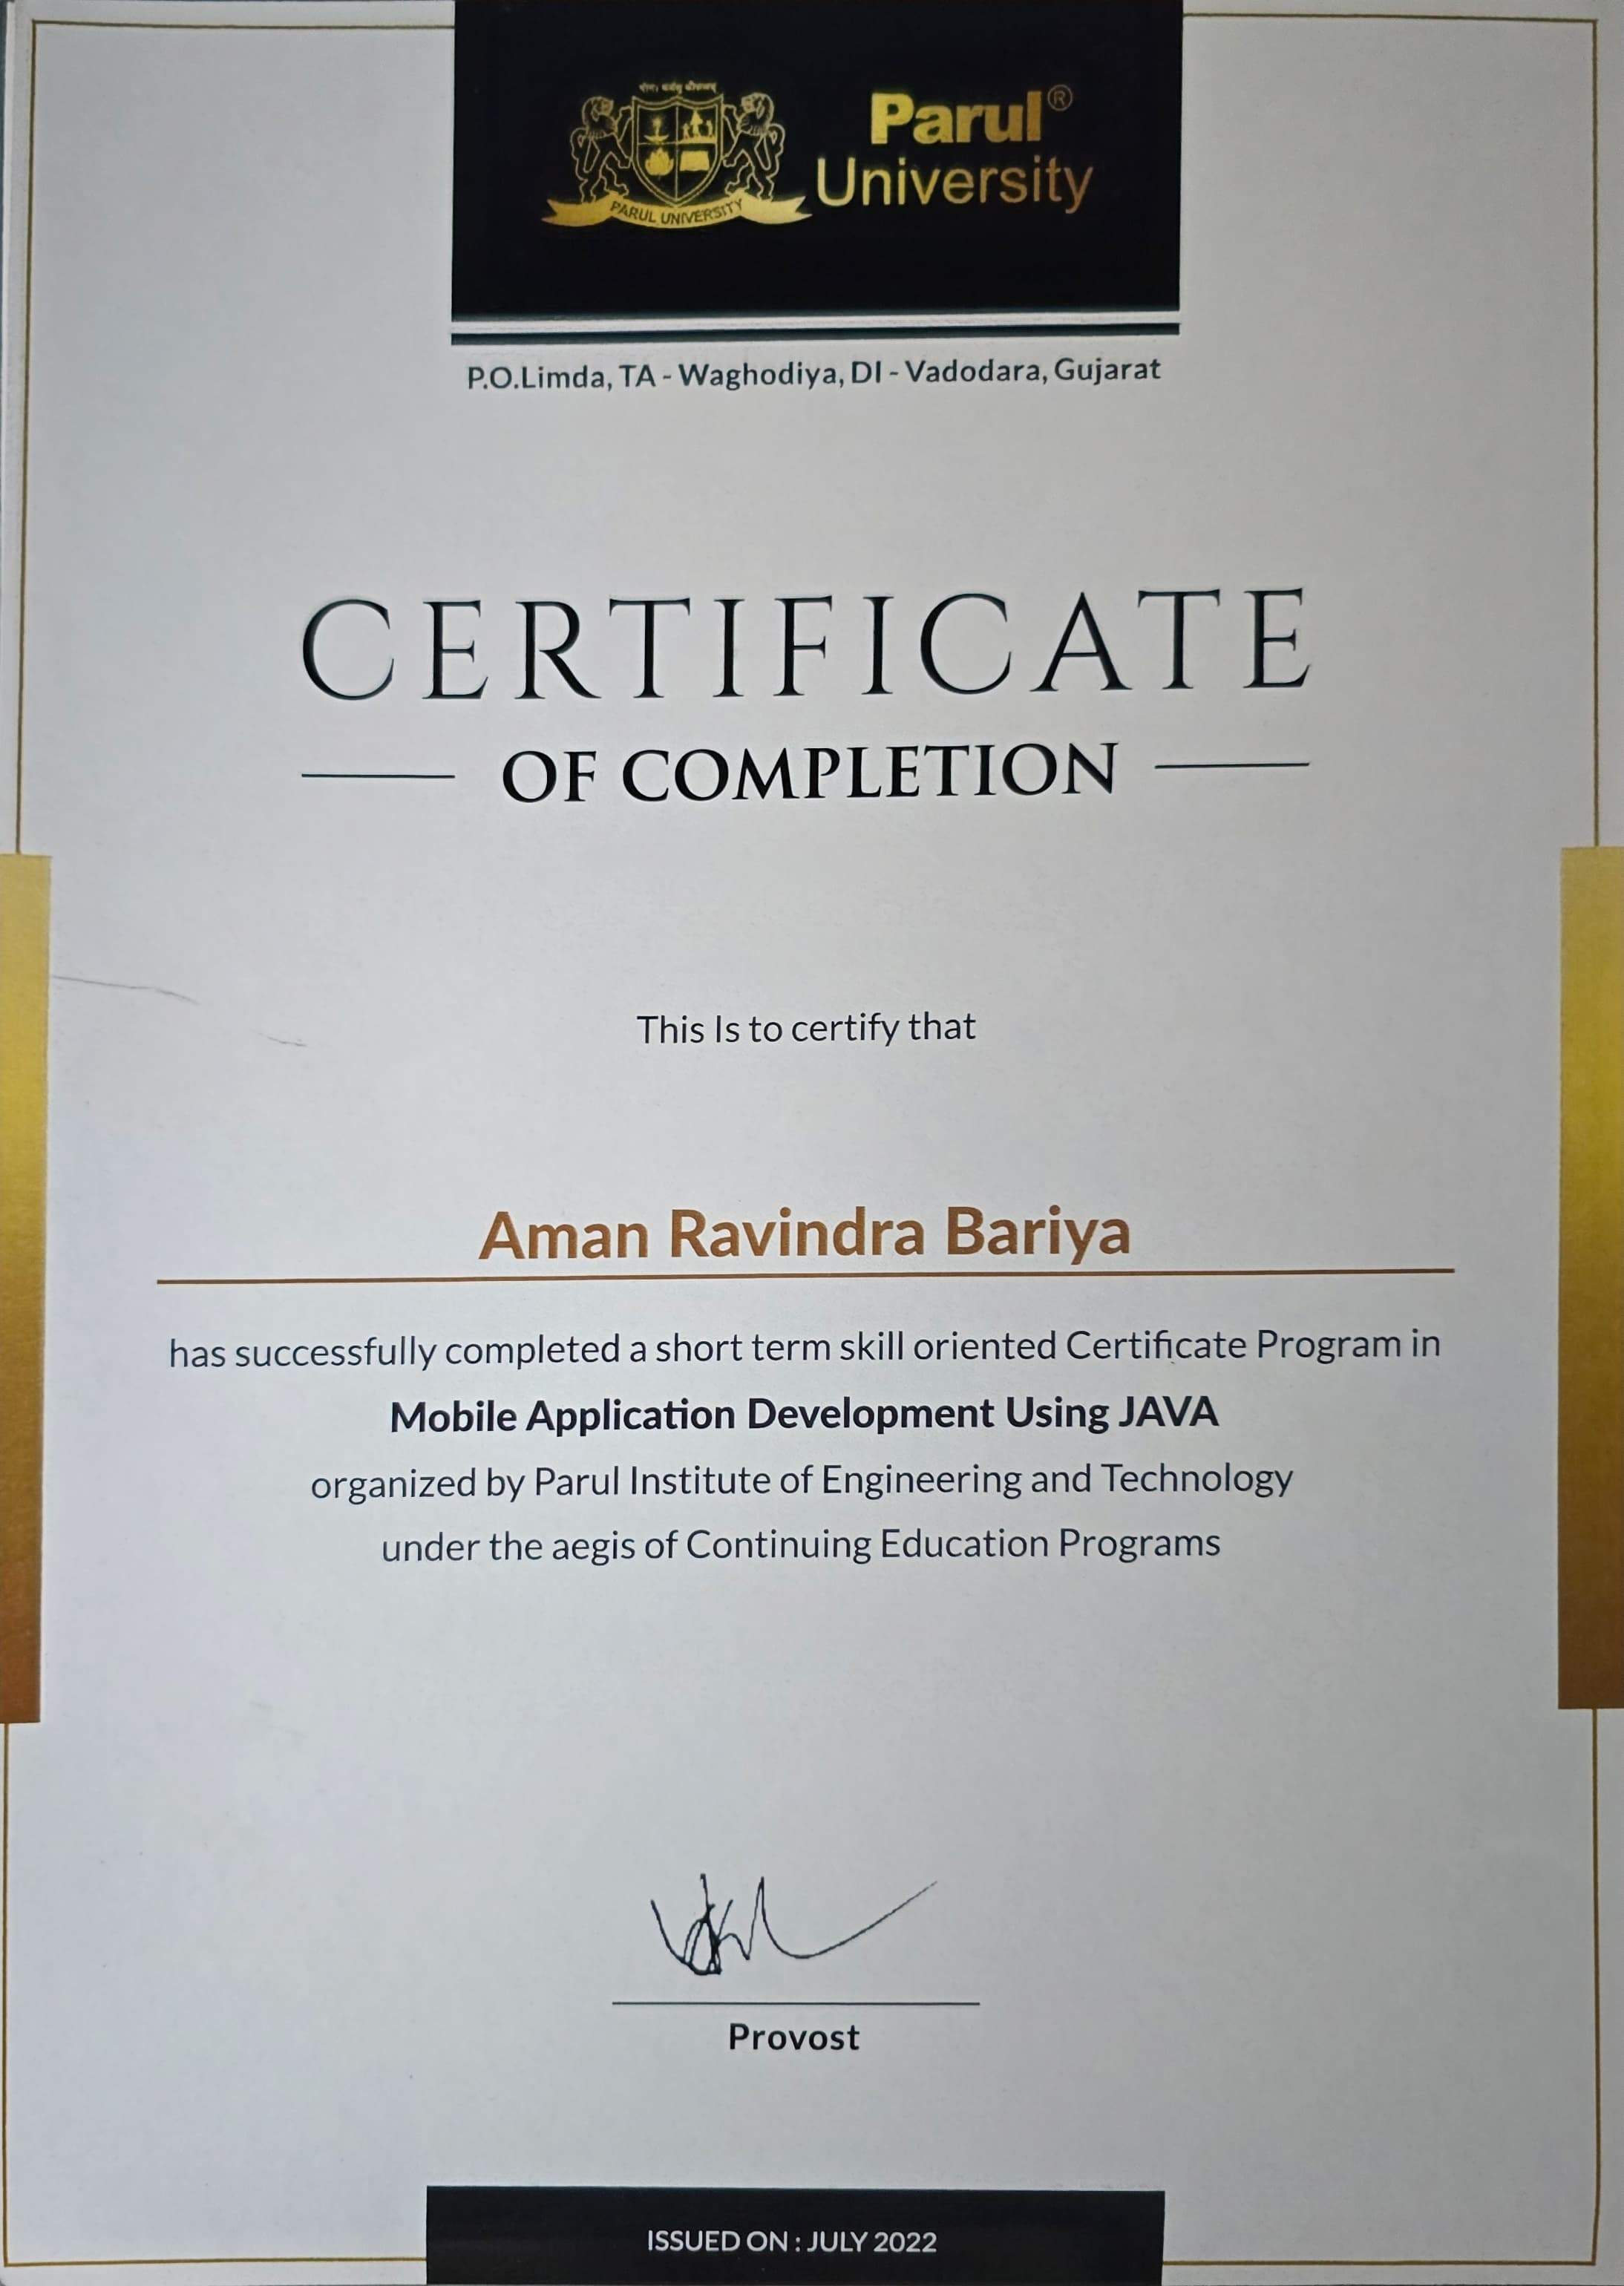 Parul®
University
PARUL UNIVERSITY
P.O.Limda, TA - Waghodiya, DI - Vadodara, Gujarat
CERTIFICATE
OF COMPLETION
This Is to certify that
Aman Ravindra Bariya
has successfully completed a short term skill oriented Certificate Program in
Mobile Application Development Using JAVA
organized by Parul Institute of Engineering and Technology
under the aegis of Continuing Education Programs
Provost
ISSUED ON : JULY 2022